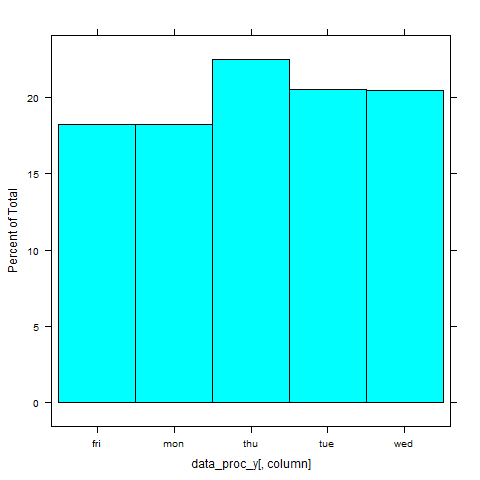 Percent of Total
20
15
10
5
0
fri mon thu tue wed
data_proc_y[, column]